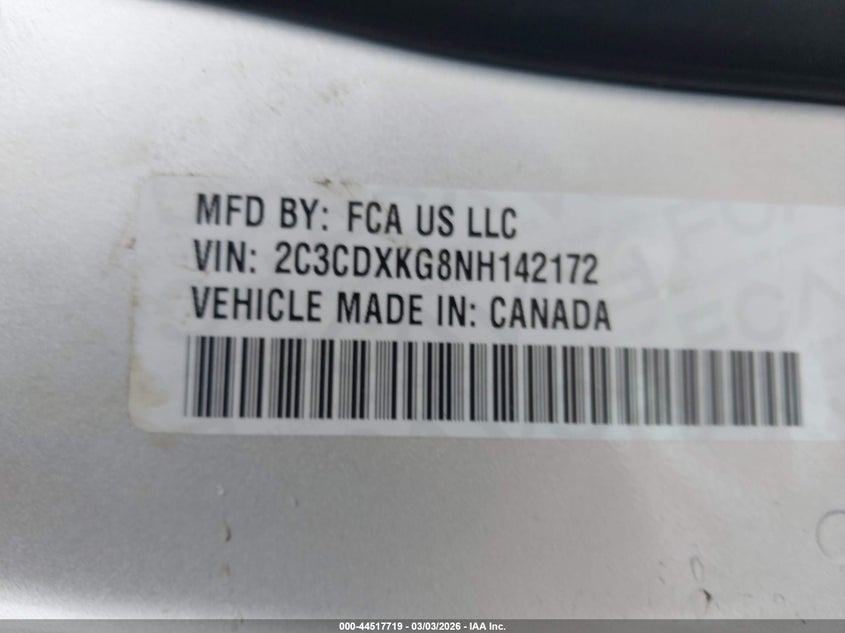 MFD BY: FCA US LLC
VIN: 2C3CDXKG8NH142172
VEHICLE MADE IN: CANADA
000-44517719 - 03/03/2026 - IAA Inc.